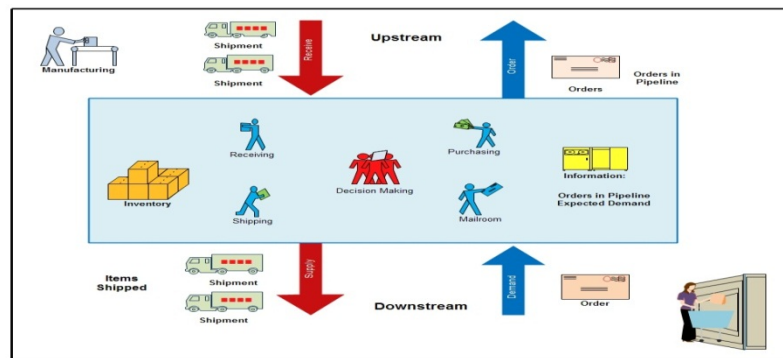 Upstream
Shipment
Receive
Order
Manufacturing
Shipment
Orders
Orders in
Pipeline
Receiving
Purchasing
Decision Making
Inventory
Shipping
Mailroom
Information:
Orders in Pipeline
Expected Demand
Items
Shipped
Shipment
Supply
Demand
Shipment
Downstream
Order